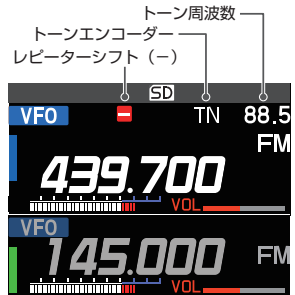 トーン周波数
トーンエンコーダー
レピーターシフト（－）
SD
VFO － TN 88.5
FM
439.700
VOL
VFO
145.000 FM
VOL